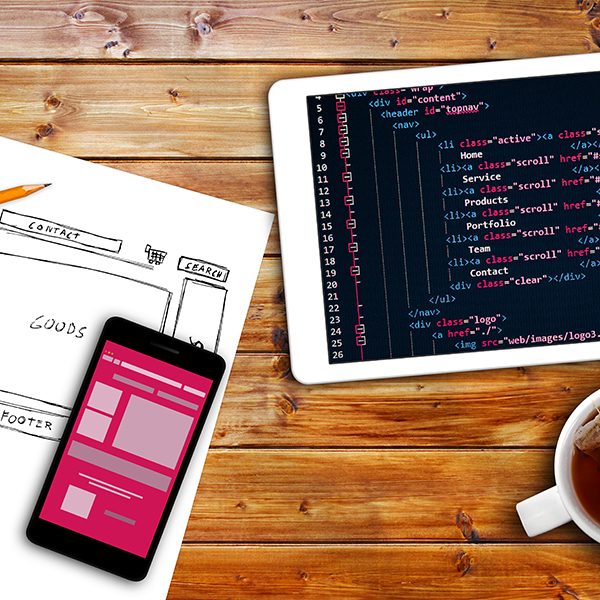 4 <div class="wrap">
5 <div id="content">
6 <header id="topnav">
7 <nav>
8 <ul>
9 <li class="active"><a class="s
10 Home </a></
11 <li><a class="scroll" href="#s
12 Service </a>
13 <li><a class="scroll" href="#
14 Products </a>
15 <li><a class="scroll" href="#
16 Portfolio </a>
17 <li><a class="scroll" href="#
18 Team </a>
19 <li><a class="scroll" href="#
20 Contact </a
21 <div class="clear"></div>
22 </ul>
23 </nav>
24 <div class="logo">
25 <a href="./">
26 <img src="web/images/logo3.
CONTACT
SEARCH
GOODS
FOOTER